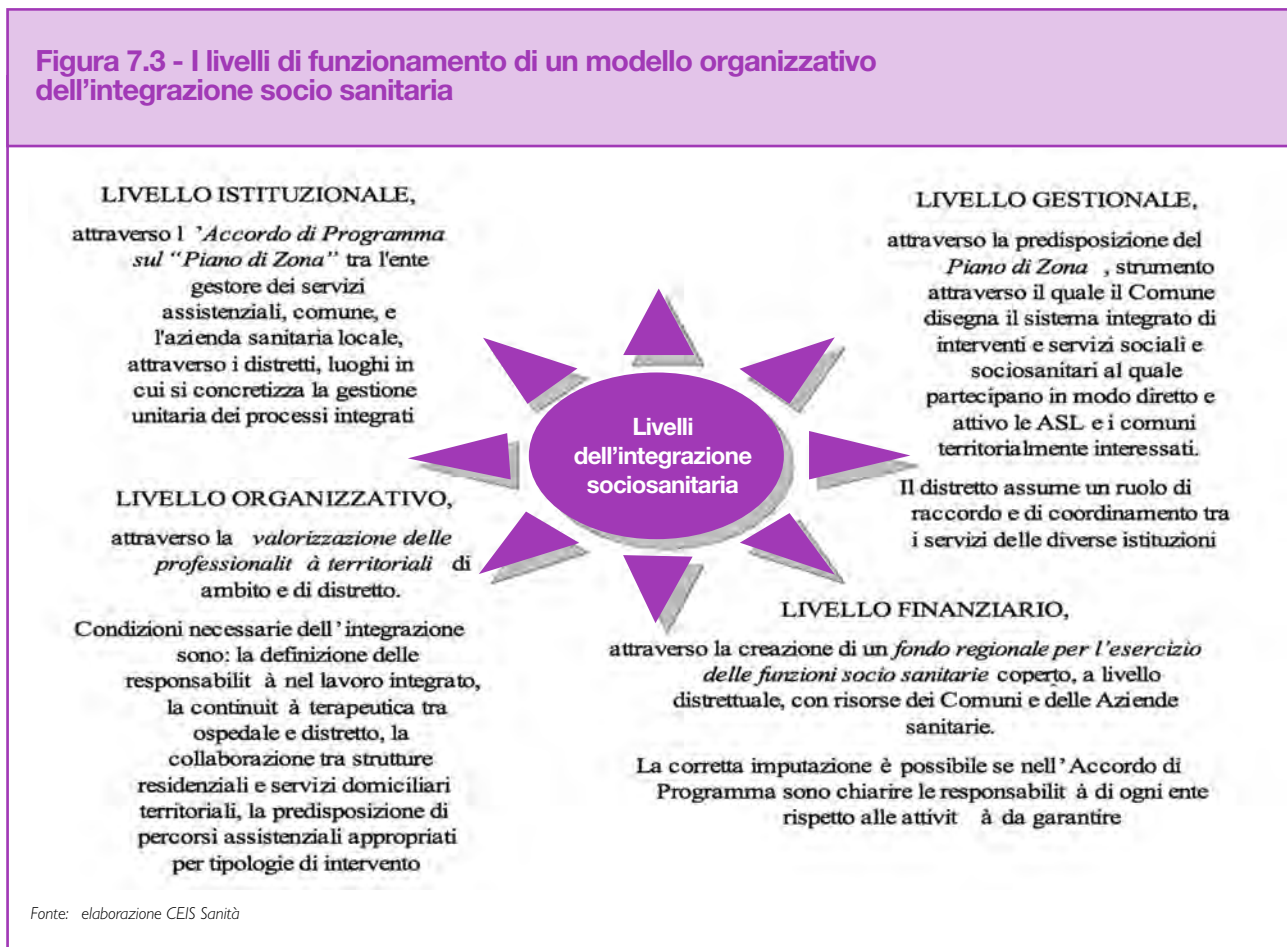 Figura 7.3 - I livelli di funzionamento di un modello organizzativo
dell'integrazione socio sanitaria
LIVELLO ISTITUZIONALE,
attraverso l 'Accordo di Programma
sul "Piano di Zona" tra l'ente
gestore dei servizi
assistenziali, comune, e
l'azienda sanitaria locale,
attraverso i distretti, luoghi in
cui si concretizza la gestione
unitaria dei processi integrati
LIVELLO ORGANIZZATIVO,
attraverso la valorizzazione delle
professionalit à territoriali di
ambito e di distretto.
Condizioni necessarie dell'integrazione
sono: la definizione delle
responsabilit à nel lavoro integrato,
la continuit à terapeutica tra
ospedale e distretto, la
collaborazione tra strutture
residenziali e servizi domiciliari
territoriali, la predisposizione di
percorsi assistenziali appropriati
per tipologie di intervento
Livelli
dell'integrazione
sociosanitaria
LIVELLO GESTIONALE,
attraverso la predisposizione del
Piano di Zona , strumento
attraverso il quale il Comune
disegna il sistema integrato di
interventi e servizi sociali e
sociosanitari al quale
partecipano in modo diretto e
attivo le ASL e i comuni
territorialmente interessati.
Il distretto assume un ruolo di
raccordo e di coordinamento tra
i servizi delle diverse istituzioni
LIVELLO FINANZIARIO,
attraverso la creazione di un fondo regionale per l'esercizio
delle funzioni socio sanitarie coperto, a livello
distrettuale, con risorse dei Comuni e delle Aziende
sanitarie.
La corretta imputazione è possibile se nell'Accordo di
Programma sono chiarire le responsabilit à di ogni ente
rispetto alle attivit à da garantire
Fonte: elaborazione CEIS Sanità